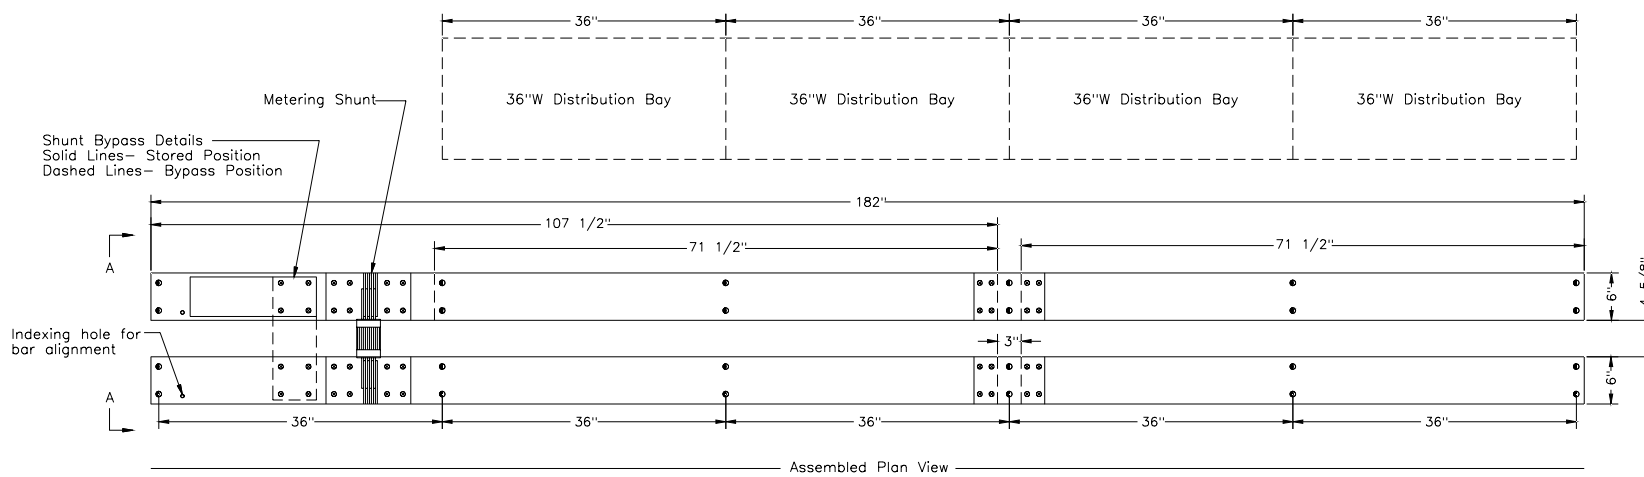 36" 36" 36" 36"
36"W Distribution Bay 36"W Distribution Bay 36"W Distribution Bay 36"W Distribution Bay
Metering Shunt
Shunt Bypass Details
Solid Lines- Stored Position
Dashed Lines- Bypass Position
182"
107 1/2"
71 1/2" 71 1/2"
A
6"
Indexing hole for
bar alignment
3"
6"
A
36" 36" 36" 36" 36"
Assembled Plan View